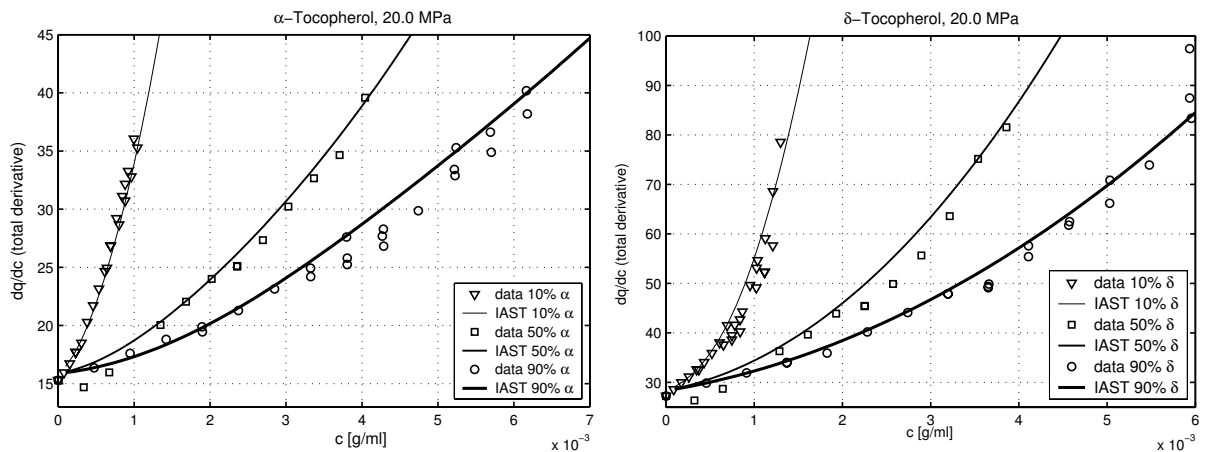 α−Tocopherol, 20.0 MPa
45
40
35
30
25
20
15
dq/dc (total derivative)
data 10% α
IAST 10% α
data 50% α
IAST 50% α
data 90% α
IAST 90% α
0 1 2 3 4 5 6 7
c [g/ml]
x 10⁻³
δ−Tocopherol, 20.0 MPa
100
90
80
70
60
50
40
30
dq/dc (total derivative)
data 10% δ
IAST 10% δ
data 50% δ
IAST 50% δ
data 90% δ
IAST 90% δ
0 1 2 3 4 5 6
c [g/ml]
x 10⁻³